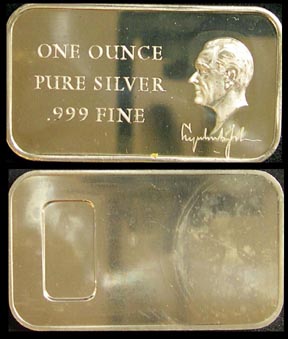 ONE OUNCE
PURE SILVER
.999 FINE